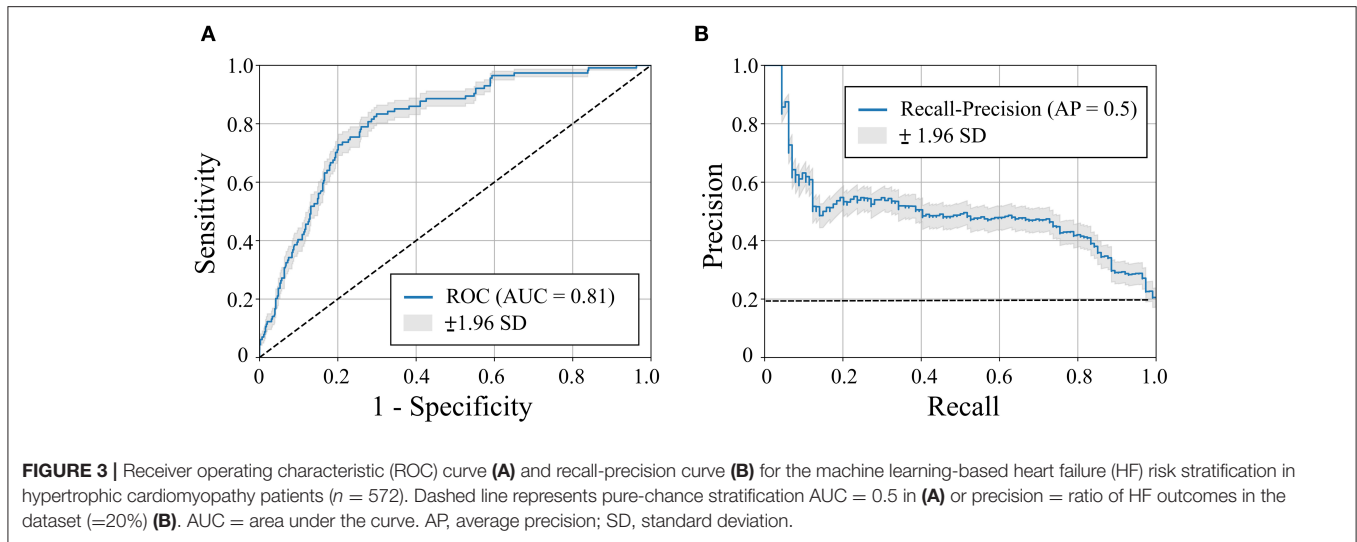 A
1.0
0.8
0.6
0.4
0.2
0
Sensitivity
ROC (AUC = 0.81)
±1.96 SD
0 0.2 0.4 0.6 0.8 1.0
1 - Specificity
B
1.0
0.8
0.6
0.4
0.2
0
Precision
Recall-Precision (AP = 0.5)
± 1.96 SD
0 0.2 0.4 0.6 0.8 1.0
Recall
FIGURE 3 | Receiver operating characteristic (ROC) curve (A) and recall-precision curve (B) for the machine learning-based heart failure (HF) risk stratification in
hypertrophic cardiomyopathy patients (n = 572). Dashed line represents pure-chance stratification AUC = 0.5 in (A) or precision = ratio of HF outcomes in the
dataset (=20%) (B). AUC = area under the curve. AP, average precision; SD, standard deviation.